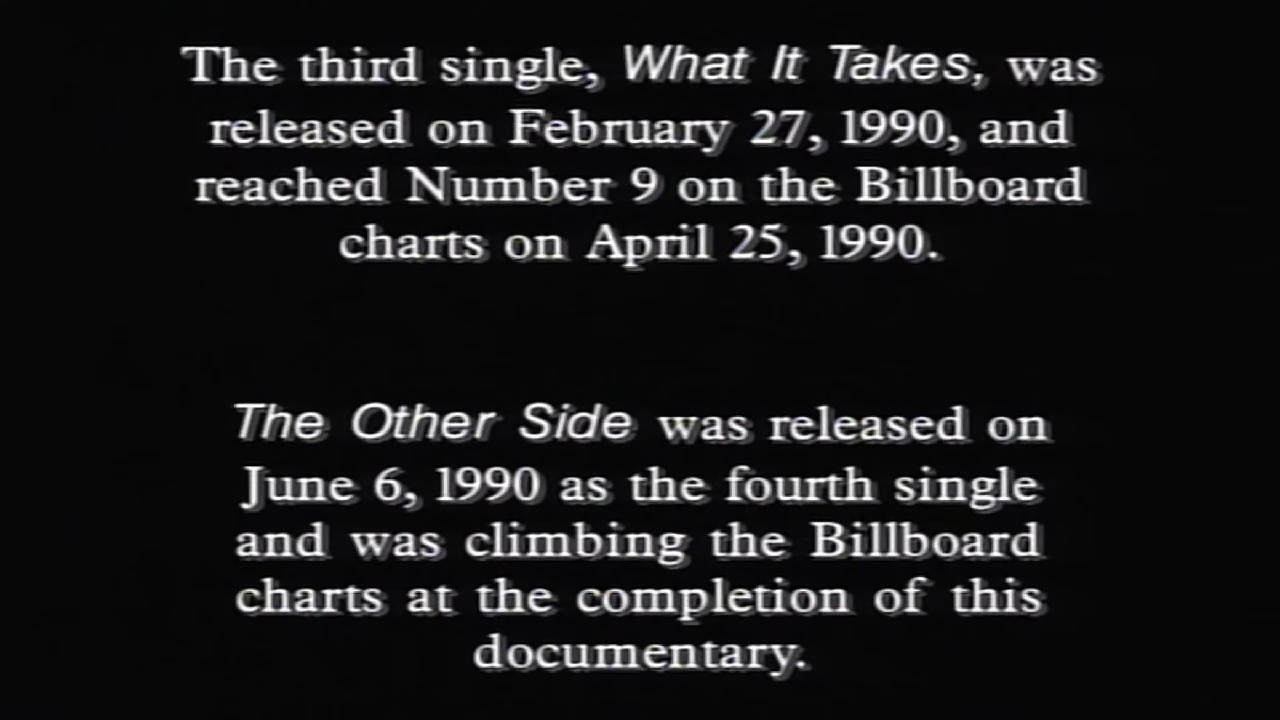 The third single, What It Takes, was
released on February 27, 1990, and
reached Number 9 on the Billboard
charts on April 25, 1990.
The Other Side was released on
June 6, 1990 as the fourth single
and was climbing the Billboard
charts at the completion of this
documentary.